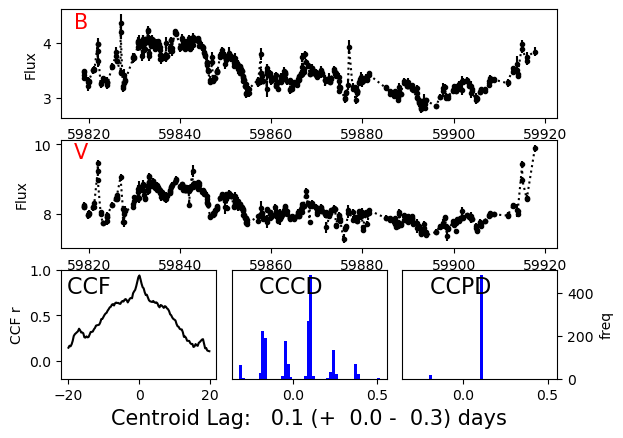 B
Flux
4
3
59820 59840 59860 59880 59900 59920
V
Flux
10
8
59820 59840 59860 59880 59900 59920
CCF
CCF r
1.0
0.5
0.0
−20 0 20
CCCD
0.0 0.5
CCPD
0.0 0.5
400
200
0
freq
Centroid Lag: 0.1 (+ 0.0 - 0.3) days